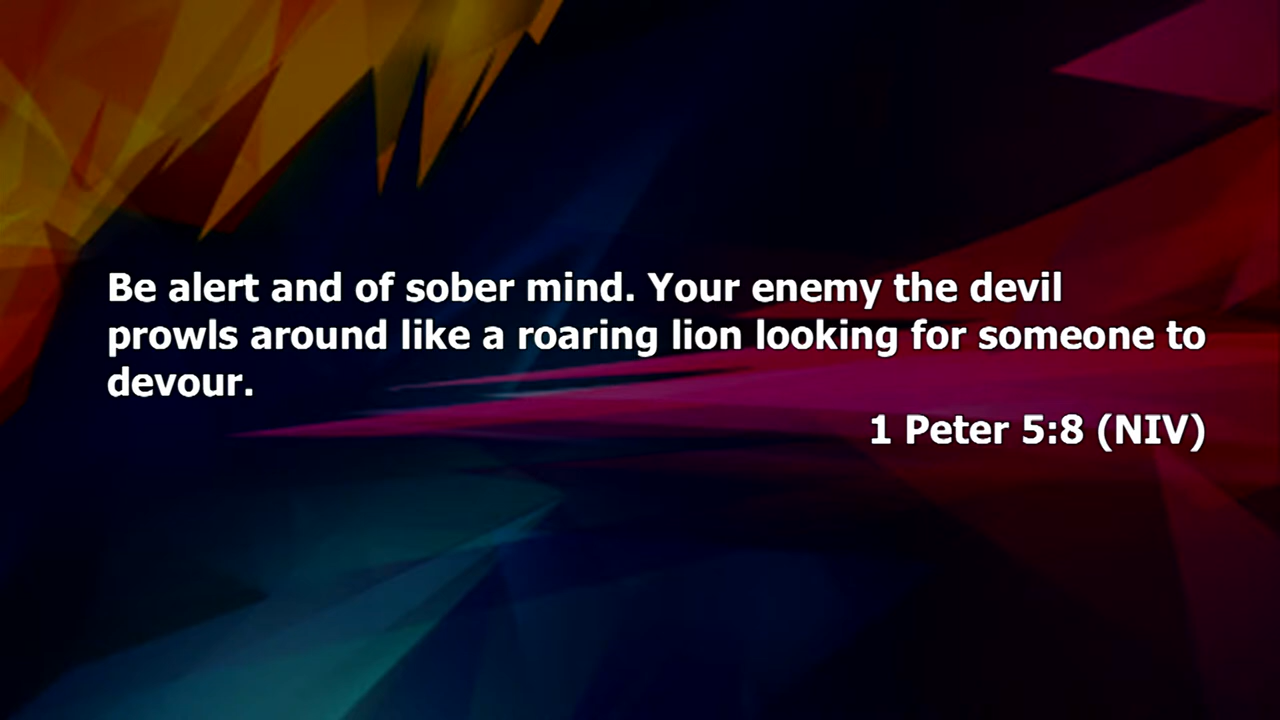 Be alert and of sober mind. Your enemy the devil
prowls around like a roaring lion looking for someone to
devour.
1 Peter 5:8 (NIV)